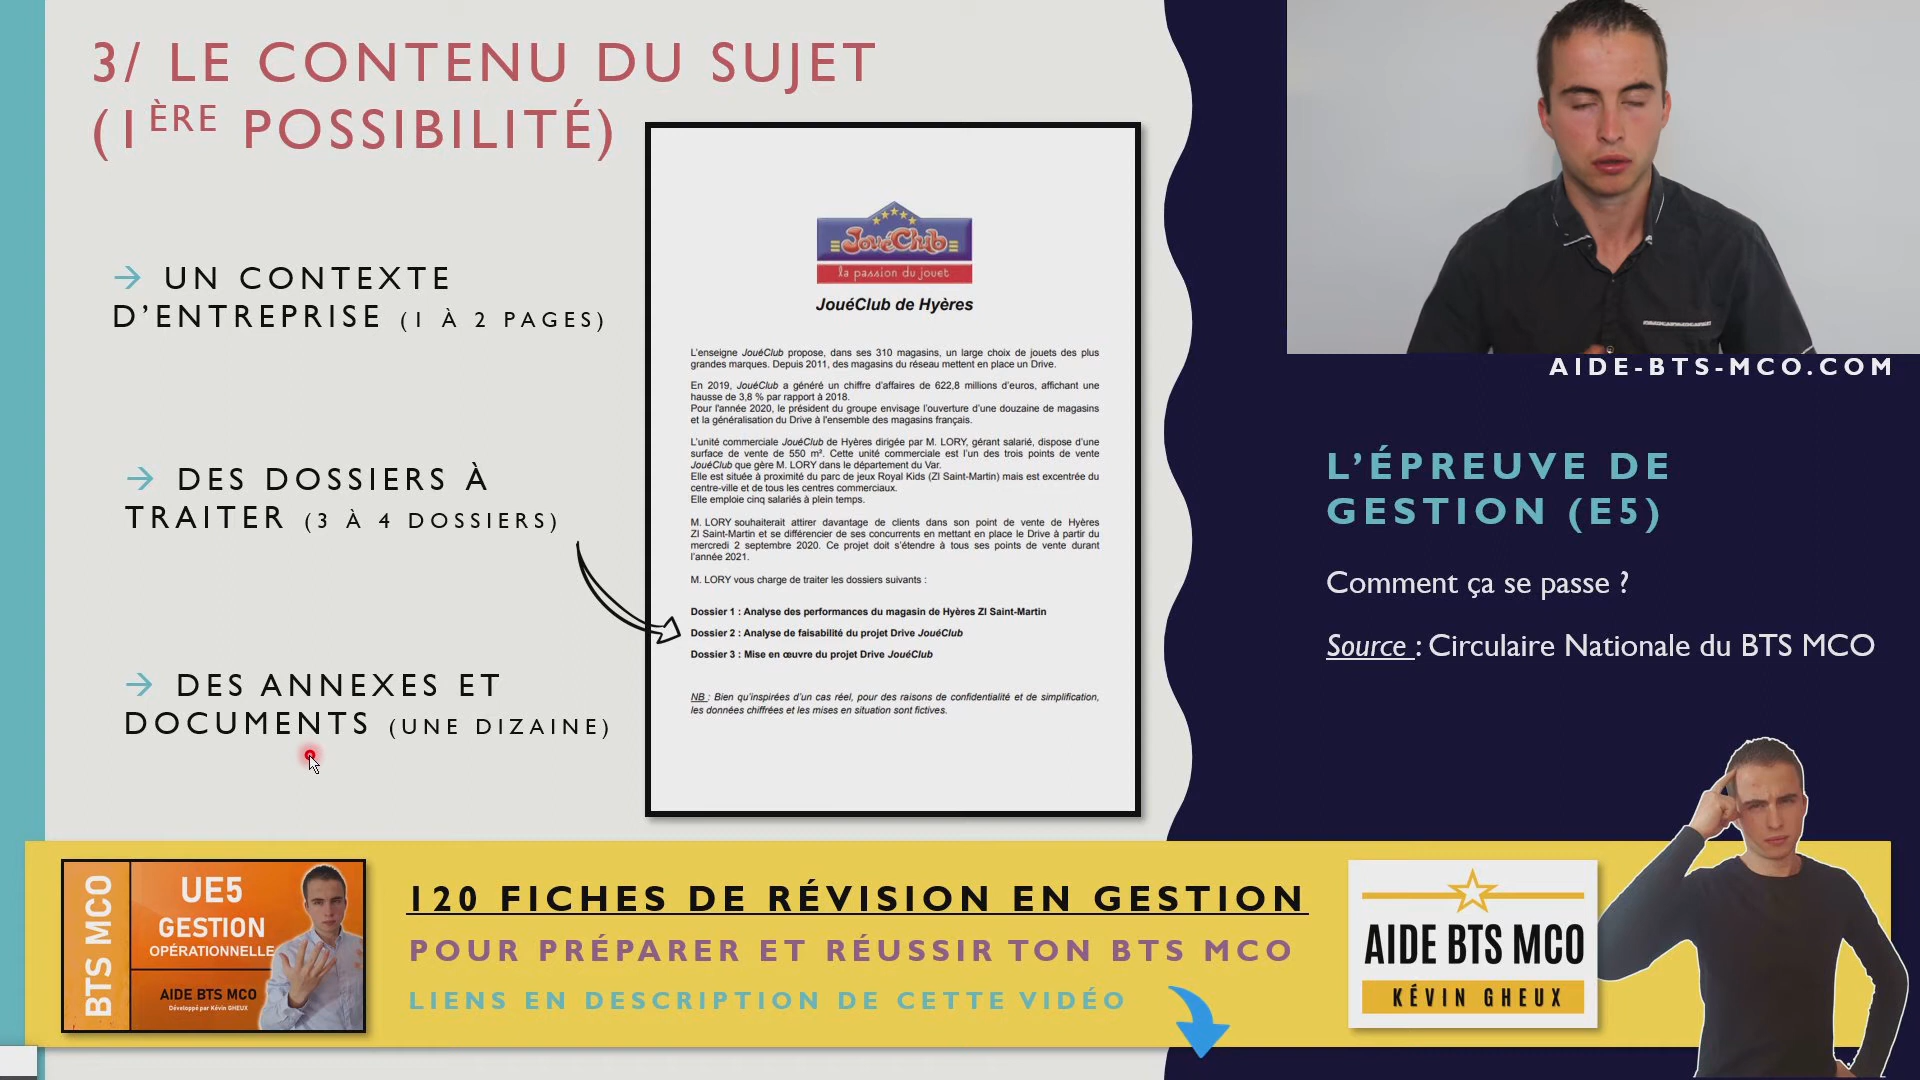 3/ LE CONTENU DU SUJET
(1ÈRE POSSIBILITÉ)
→ UN CONTEXTE
D'ENTREPRISE (1 À 2 PAGES)
→ DES DOSSIERS À
TRAITER (3 À 4 DOSSIERS)
→ DES ANNEXES ET
DOCUMENTS (UNE DIZAINE)
JouéClub
la passion du jouet
JouéClub de Hyères
L'enseigne JouéClub propose, dans ses 310 magasins, un large choix de jouets des plus
grandes marques. Depuis 2011, des magasins du réseau mettent en place un Drive.
En 2019, JouéClub a généré un chiffre d'affaires de 622,8 millions d'euros, affichant une
hausse de 3,8 % par rapport à 2018.
Pour l'année 2020, le président du groupe envisage l'ouverture d'une douzaine de magasins
et la généralisation du Drive à l'ensemble des magasins français.
L'unité commerciale JouéClub de Hyères dirigée par M. LORY, gérant salarié, dispose d'une
surface de vente de 550 m². Cette unité commerciale est l'un des trois points de vente
JouéClub que gère M. LORY dans le département du Var.
Elle est située à proximité du parc de jeux Royal Kids (ZI Saint-Martin) mais est excentrée du
centre-ville et de tous les centres commerciaux.
Elle emploie cinq salariés à plein temps.
M. LORY souhaiterait attirer davantage de clients dans son point de vente de Hyères
ZI Saint-Martin et se différencier de ses concurrents en mettant en place le Drive à partir du
mercredi 2 septembre 2020. Ce projet doit s'étendre à tous ses points de vente durant
l'année 2021.
M. LORY vous charge de traiter les dossiers suivants :
Dossier 1 : Analyse des performances du magasin de Hyères ZI Saint-Martin
Dossier 2 : Analyse de faisabilité du projet Drive JouéClub
Dossier 3 : Mise en œuvre du projet Drive JouéClub
NB : Bien qu'inspirées d'un cas réel, pour des raisons de confidentialité et de simplification,
les données chiffrées et les mises en situation sont fictives.
AIDE-BTS-MCO.COM
L'ÉPREUVE DE
GESTION (E5)
Comment ça se passe ?
Source : Circulaire Nationale du BTS MCO
BTS MCO
UE5
GESTION
OPÉRATIONNELLE
AIDE BTS MCO
Développé par Kévin GHEUX
120 FICHES DE RÉVISION EN GESTION
POUR PRÉPARER ET RÉUSSIR TON BTS MCO
LIENS EN DESCRIPTION DE CETTE VIDÉO
AIDE BTS MCO
KÉVIN GHEUX